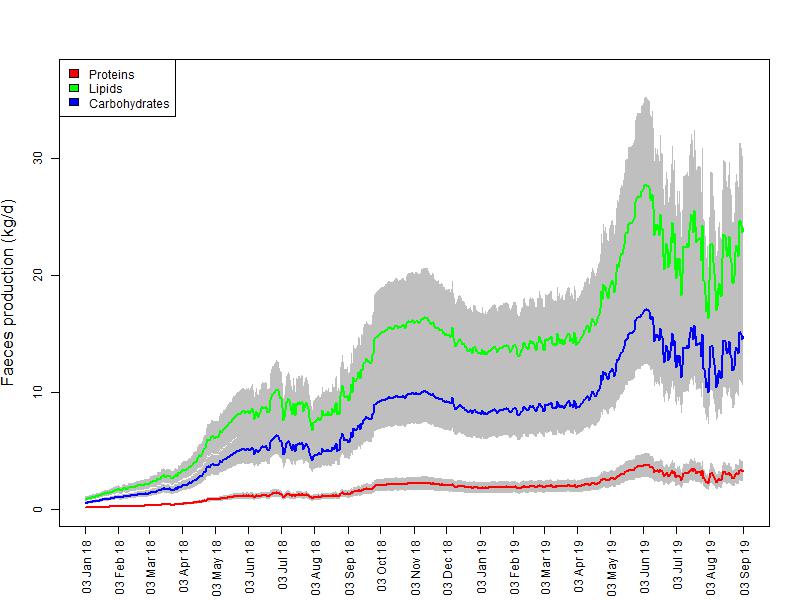 Proteins
Lipids
Carbohydrates
Faeces production (kg/d)
30
20
10
0
03 Jan 18
03 Feb 18
03 Mar 18
03 Apr 18
03 May 18
03 Jun 18
03 Jul 18
03 Aug 18
03 Sep 18
03 Oct 18
03 Nov 18
03 Dec 18
03 Jan 19
03 Feb 19
03 Mar 19
03 Apr 19
03 May 19
03 Jun 19
03 Jul 19
03 Aug 19
03 Sep 19